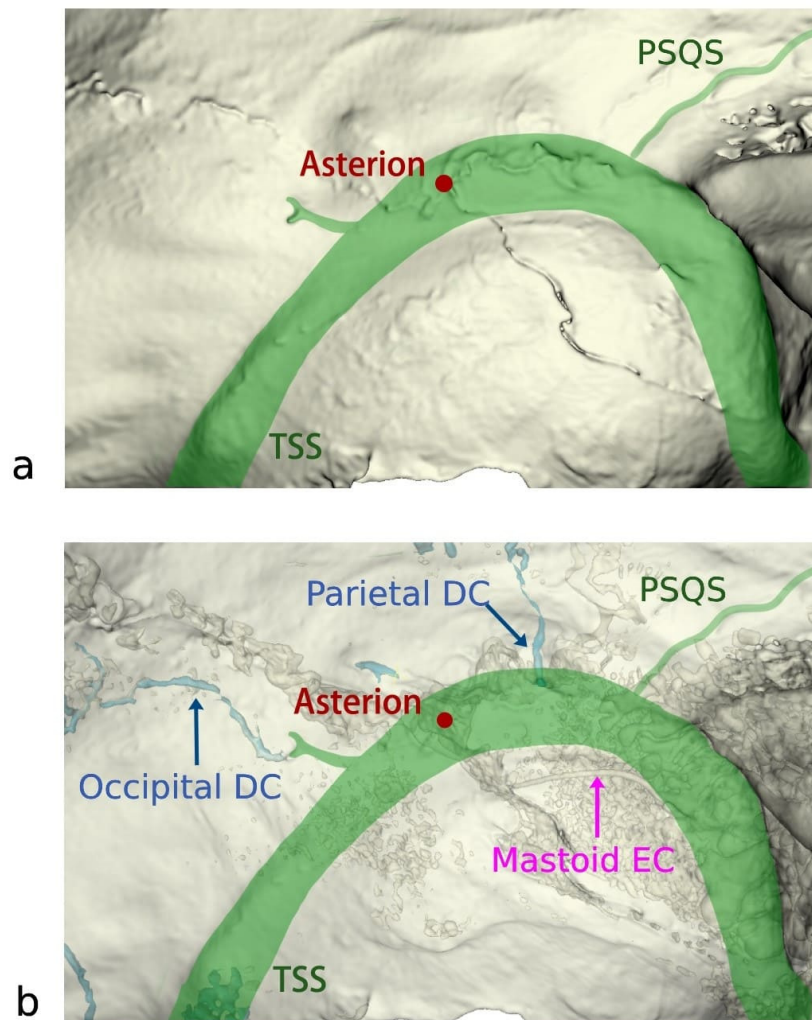 PSQS
Asterion
TSS
a
Parietal DC
PSQS
Asterion
Occipital DC
Mastoid EC
TSS
b